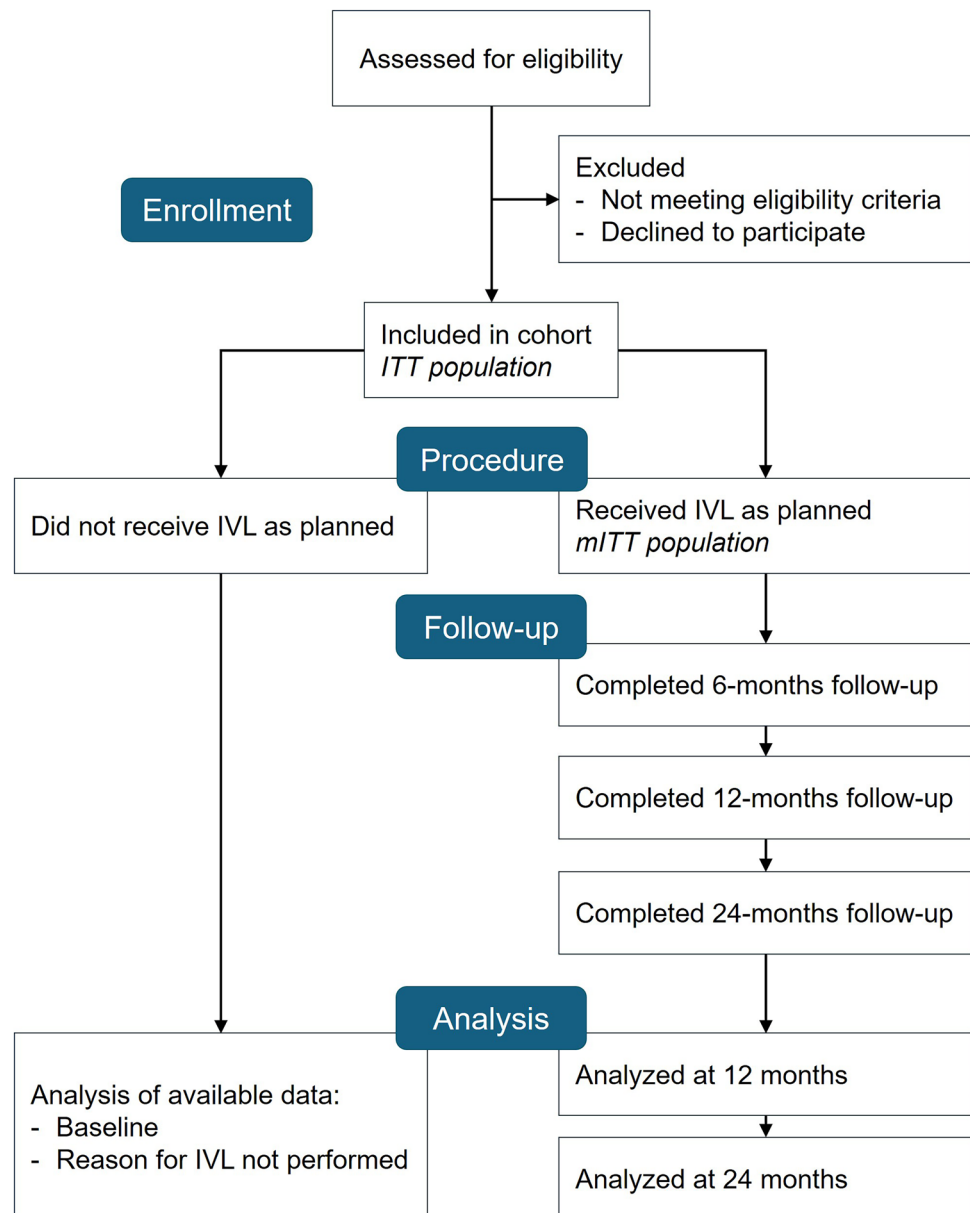 Assessed for eligibility
Excluded
- Not meeting eligibility criteria
- Declined to participate
Enrollment
Included in cohort
ITT population
Procedure
Did not receive IVL as planned
Received IVL as planned
mITT population
Follow-up
Completed 6-months follow-up
Completed 12-months follow-up
Completed 24-months follow-up
Analysis
Analysis of available data:
- Baseline
- Reason for IVL not performed
Analyzed at 12 months
Analyzed at 24 months